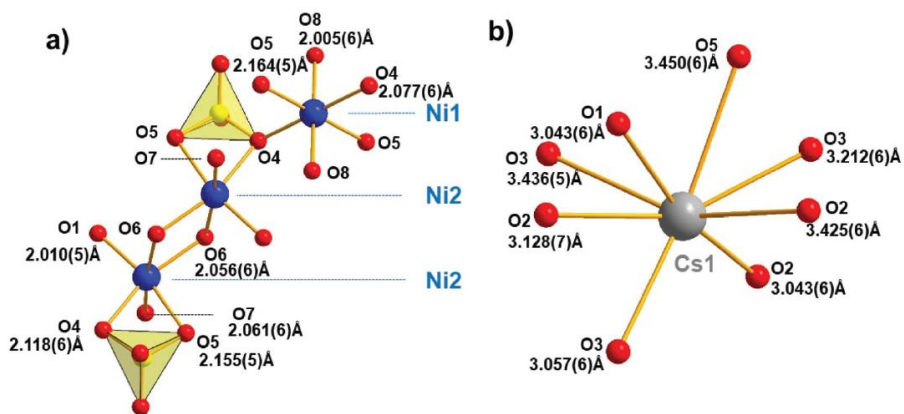 a)
O8
2.005(6)Å
O5
2.164(5)Å
O4
2.077(6)Å
Ni1
O5
O4
O5
O7
O8
Ni2
O1
2.010(5)Å
O6
O6
2.056(6)Å
Ni2
O7
2.061(6)Å
O4
2.118(6)Å
O5
2.155(5)Å
b)
O5
3.450(6)Å
O1
3.043(6)Å
O3
3.436(5)Å
O3
3.212(6)Å
O2
3.128(7)Å
O2
3.425(6)Å
Cs1
O2
3.043(6)Å
O3
3.057(6)Å